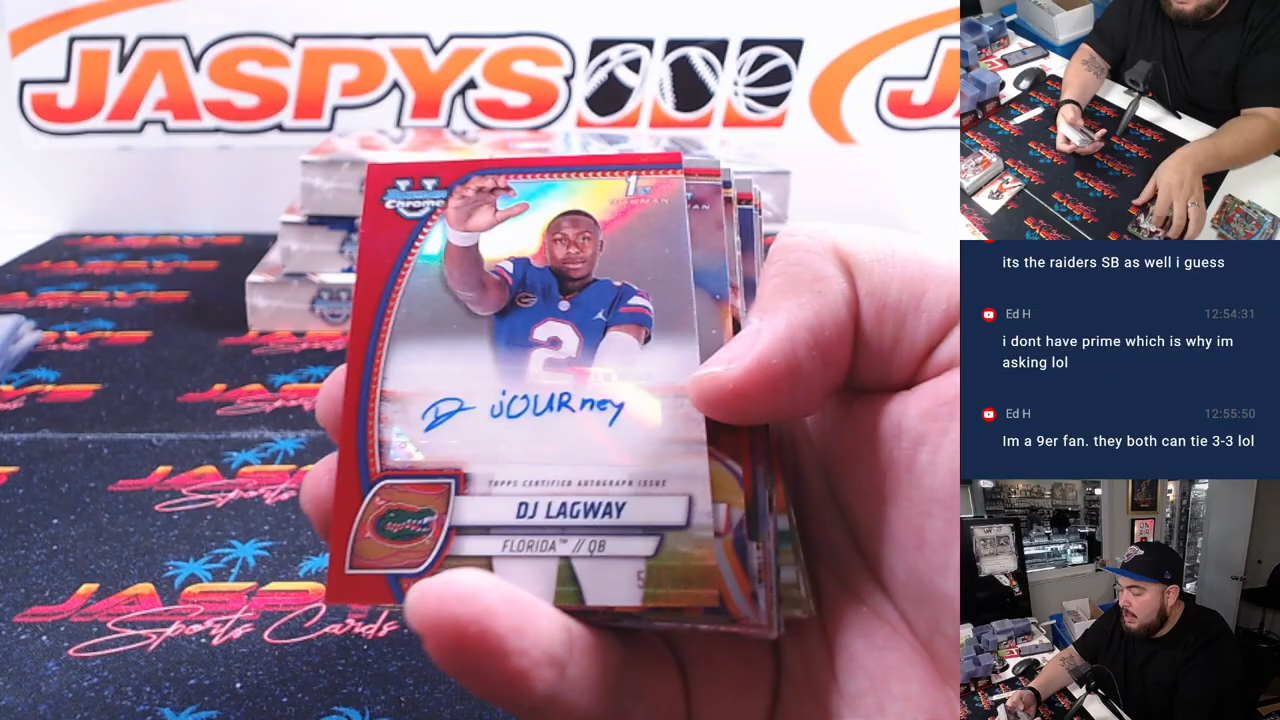 JASPYS
J
U
Chrome
1ST
BOWMAN
2
D jOURney
TOPPS CERTIFIED AUTOGRAPH ISSUE
DJ LAGWAY
FLORIDA™ // QB
JASPYS
Sports Cards
its the raiders SB as well i guess
Ed H 12:54:31
i dont have prime which is why im
asking lol
Ed H 12:55:50
Im a 9er fan. they both can tie 3-3 lol